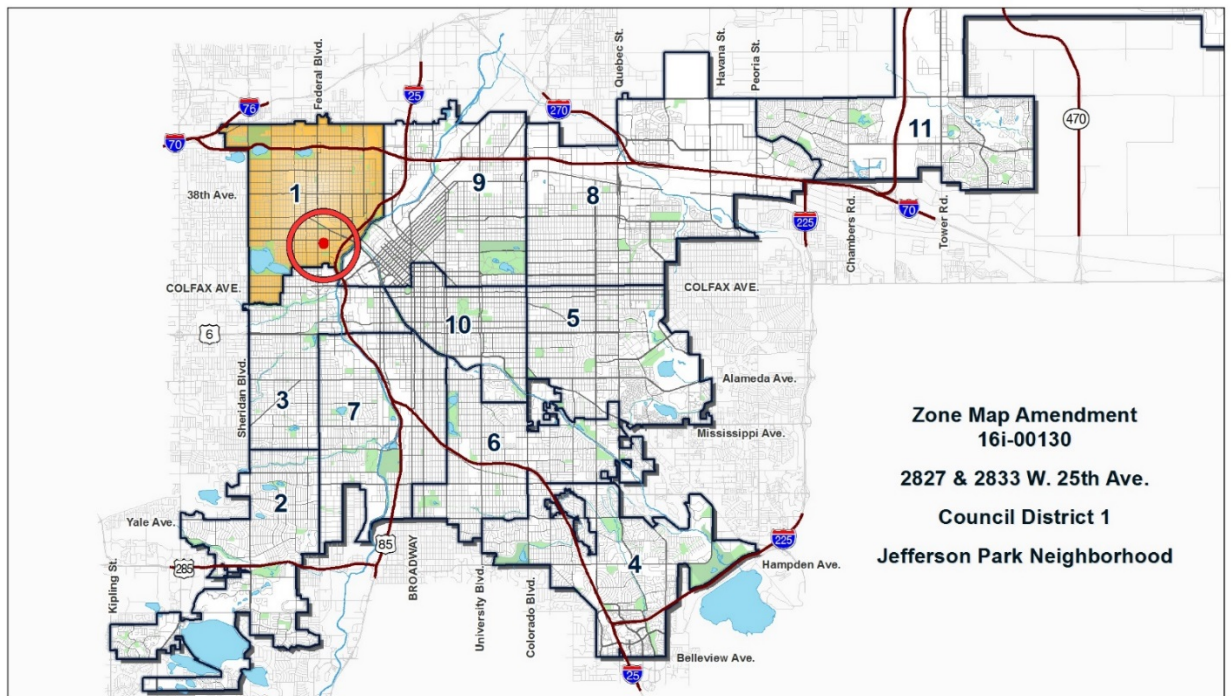 Federal Blvd.
Quebec St.
Havana St.
Peoria St.
76
25
270
11
470
70
1
9
8
38th Ave.
225
Chambers Rd.
70
Tower Rd.
COLFAX AVE.
COLFAX AVE.
6
10
5
Sheridan Blvd.
3
7
Alameda Ave.
6
Mississippi Ave.
Zone Map Amendment
16i-00130
2827 & 2833 W. 25th Ave.
Council District 1
Jefferson Park Neighborhood
2
Yale Ave.
85
4
225
Hampden Ave.
285
Kipling St.
BROADWAY
University Blvd.
Colorado Blvd.
25
Belleview Ave.